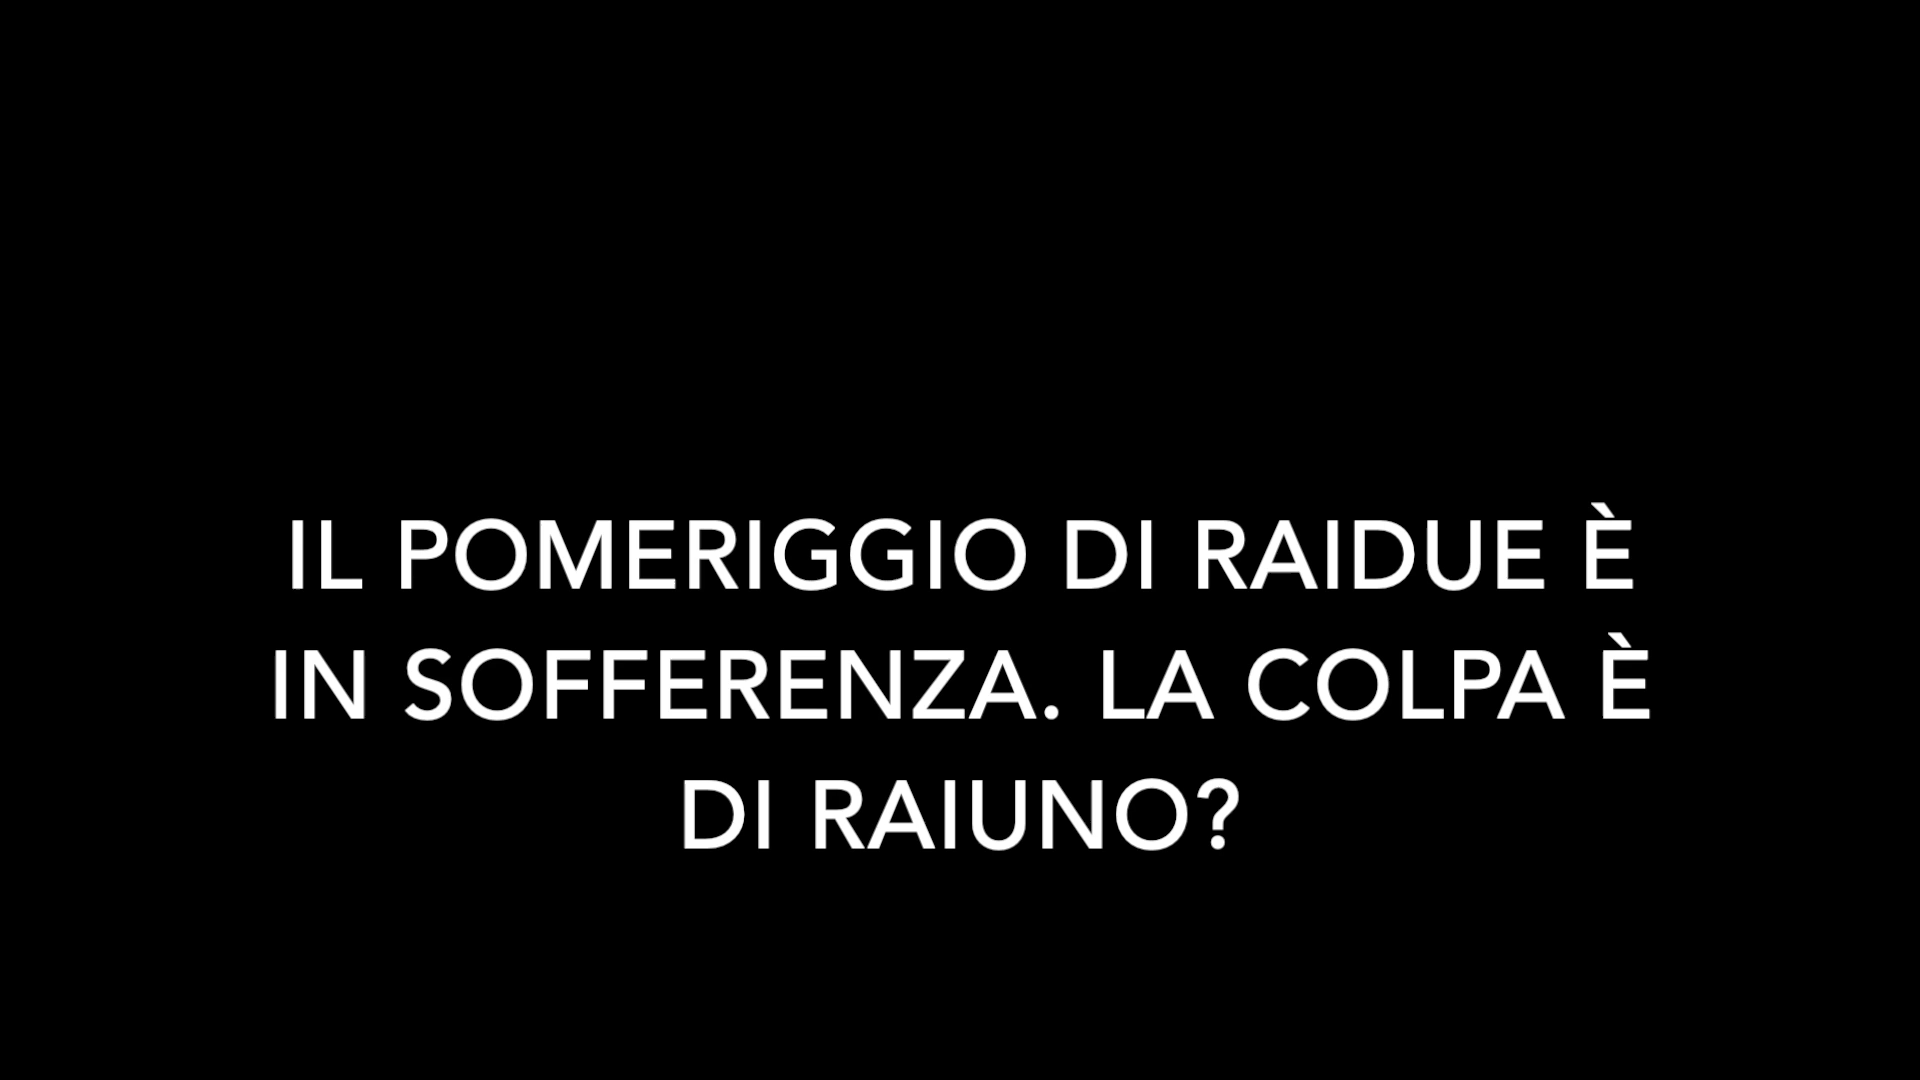 IL POMERIGGIO DI RAIDUE È
IN SOFFERENZA. LA COLPA È
DI RAIUNO?